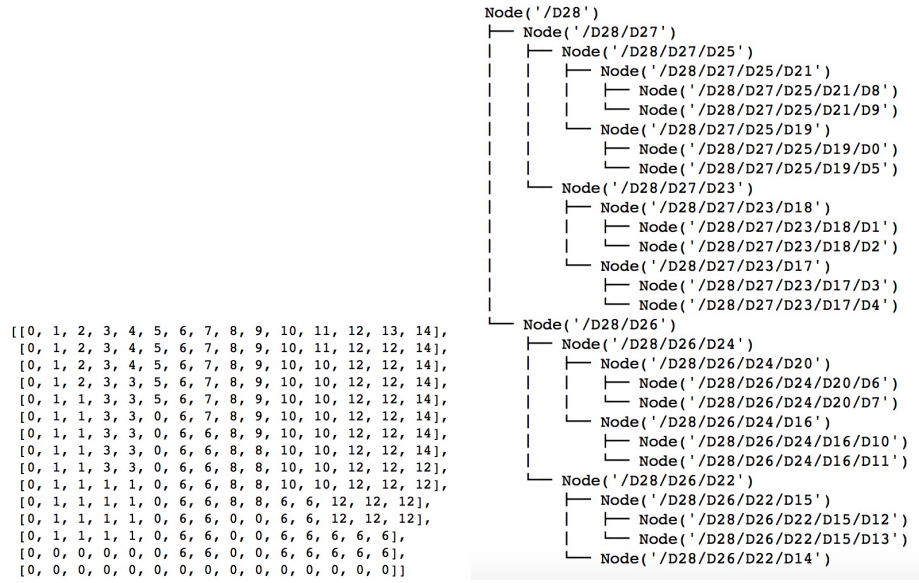 [[0, 1, 2, 3, 4, 5, 6, 7, 8, 9, 10, 11, 12, 13, 14],
[0, 1, 2, 3, 4, 5, 6, 7, 8, 9, 10, 11, 12, 12, 14],
[0, 1, 2, 3, 4, 5, 6, 7, 8, 9, 10, 10, 12, 12, 14],
[0, 1, 2, 3, 3, 5, 6, 7, 8, 9, 10, 10, 12, 12, 14],
[0, 1, 1, 3, 3, 5, 6, 7, 8, 9, 10, 10, 12, 12, 14],
[0, 1, 1, 3, 3, 0, 6, 7, 8, 9, 10, 10, 12, 12, 14],
[0, 1, 1, 3, 3, 0, 6, 6, 8, 9, 10, 10, 12, 12, 14],
[0, 1, 1, 3, 3, 0, 6, 6, 8, 8, 10, 10, 12, 12, 14],
[0, 1, 1, 3, 3, 0, 6, 6, 8, 8, 10, 10, 12, 12, 12],
[0, 1, 1, 1, 1, 0, 6, 6, 8, 8, 10, 10, 12, 12, 12],
[0, 1, 1, 1, 1, 0, 6, 6, 8, 8, 6, 6, 12, 12, 12],
[0, 1, 1, 1, 1, 0, 6, 6, 0, 0, 6, 6, 12, 12, 12],
[0, 1, 1, 1, 1, 0, 6, 6, 0, 0, 6, 6, 6, 6, 6],
[0, 0, 0, 0, 0, 0, 6, 6, 0, 0, 6, 6, 6, 6, 6],
[0, 0, 0, 0, 0, 0, 0, 0, 0, 0, 0, 0, 0, 0, 0]]
Node('/D28')
├── Node('/D28/D27')
│   ├── Node('/D28/D27/D25')
│   │   ├── Node('/D28/D27/D25/D21')
│   │   │   ├── Node('/D28/D27/D25/D21/D8')
│   │   │   └── Node('/D28/D27/D25/D21/D9')
│   │   └── Node('/D28/D27/D25/D19')
│   │       ├── Node('/D28/D27/D25/D19/D0')
│   │       └── Node('/D28/D27/D25/D19/D5')
│   └── Node('/D28/D27/D23')
│       ├── Node('/D28/D27/D23/D18')
│       │   ├── Node('/D28/D27/D23/D18/D1')
│       │   └── Node('/D28/D27/D23/D18/D2')
│       └── Node('/D28/D27/D23/D17')
│           ├── Node('/D28/D27/D23/D17/D3')
│           └── Node('/D28/D27/D23/D17/D4')
└── Node('/D28/D26')
    ├── Node('/D28/D26/D24')
    │   ├── Node('/D28/D26/D24/D20')
    │   │   ├── Node('/D28/D26/D24/D20/D6')
    │   │   └── Node('/D28/D26/D24/D20/D7')
    │   └── Node('/D28/D26/D24/D16')
    │       ├── Node('/D28/D26/D24/D16/D10')
    │       └── Node('/D28/D26/D24/D16/D11')
    └── Node('/D28/D26/D22')
        ├── Node('/D28/D26/D22/D15')
        │   ├── Node('/D28/D26/D22/D15/D12')
        │   └── Node('/D28/D26/D22/D15/D13')
        └── Node('/D28/D26/D22/D14')